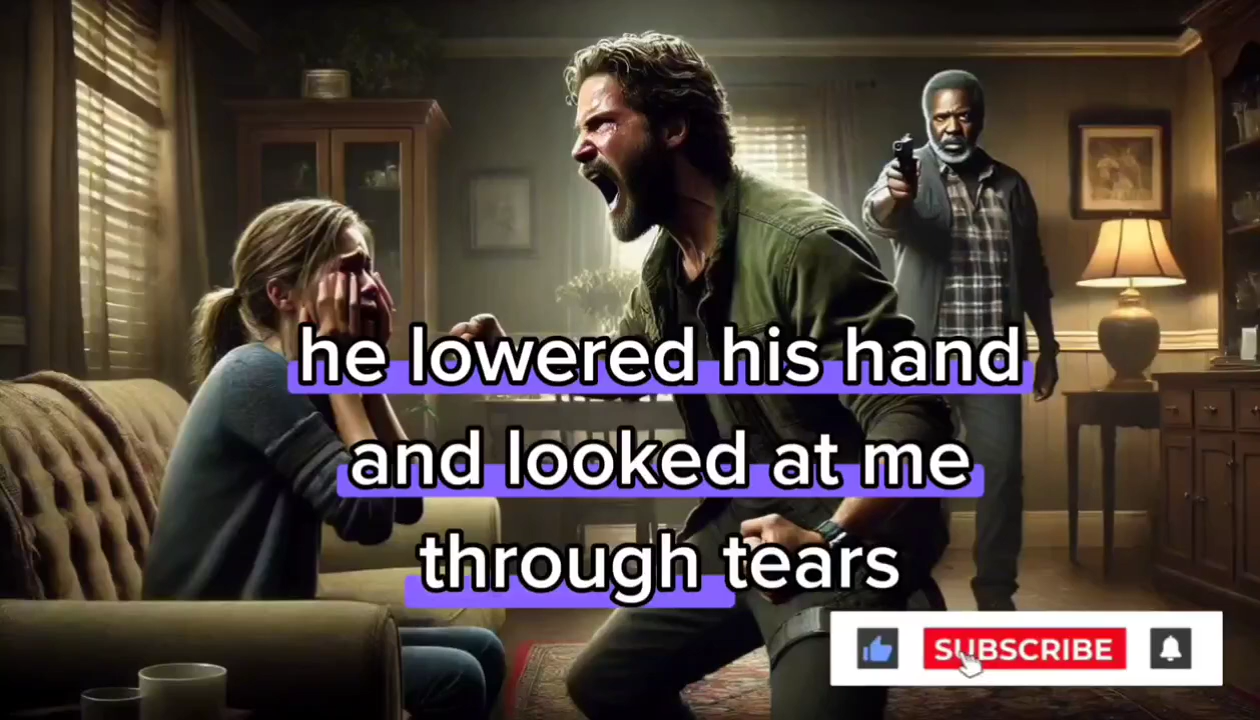 he lowered his hand
and looked at me
through tears
SUBSCRIBE